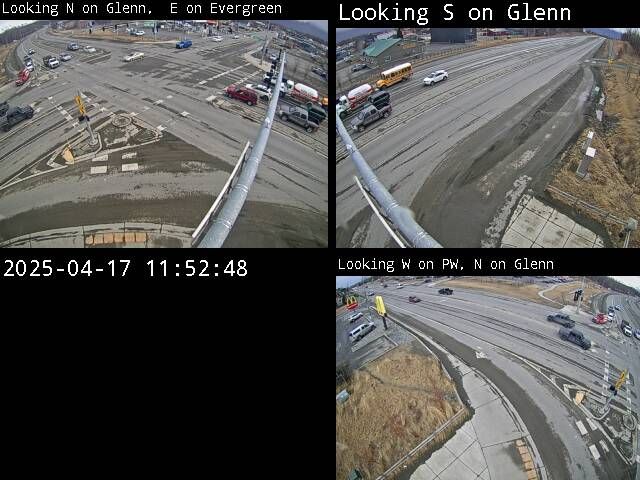 Looking N on Glenn,  E on Evergreen
Looking S on Glenn
2025-04-17 11:52:48
Looking W on PW, N on Glenn